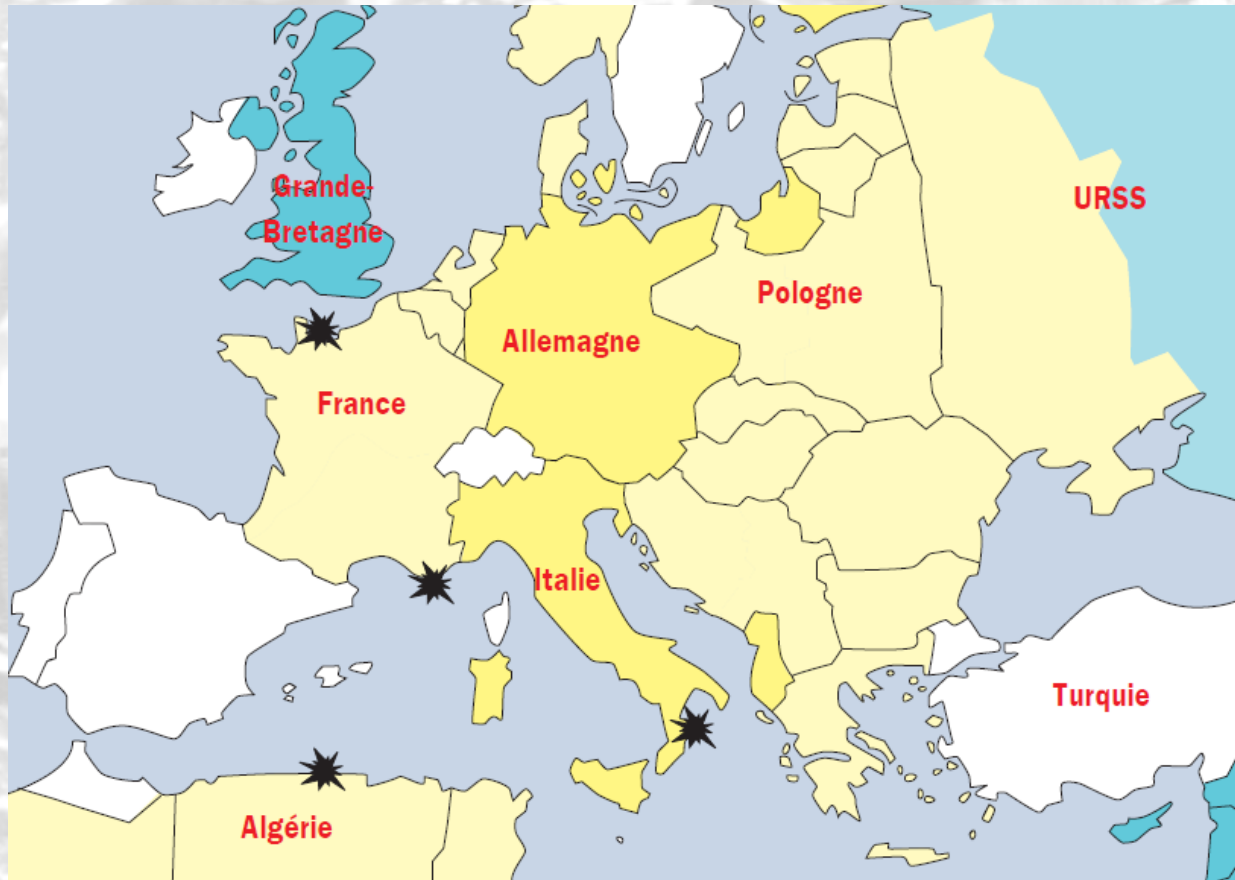 Grande-
Bretagne
URSS
Pologne
Allemagne
France
Italie
Turquie
Algérie